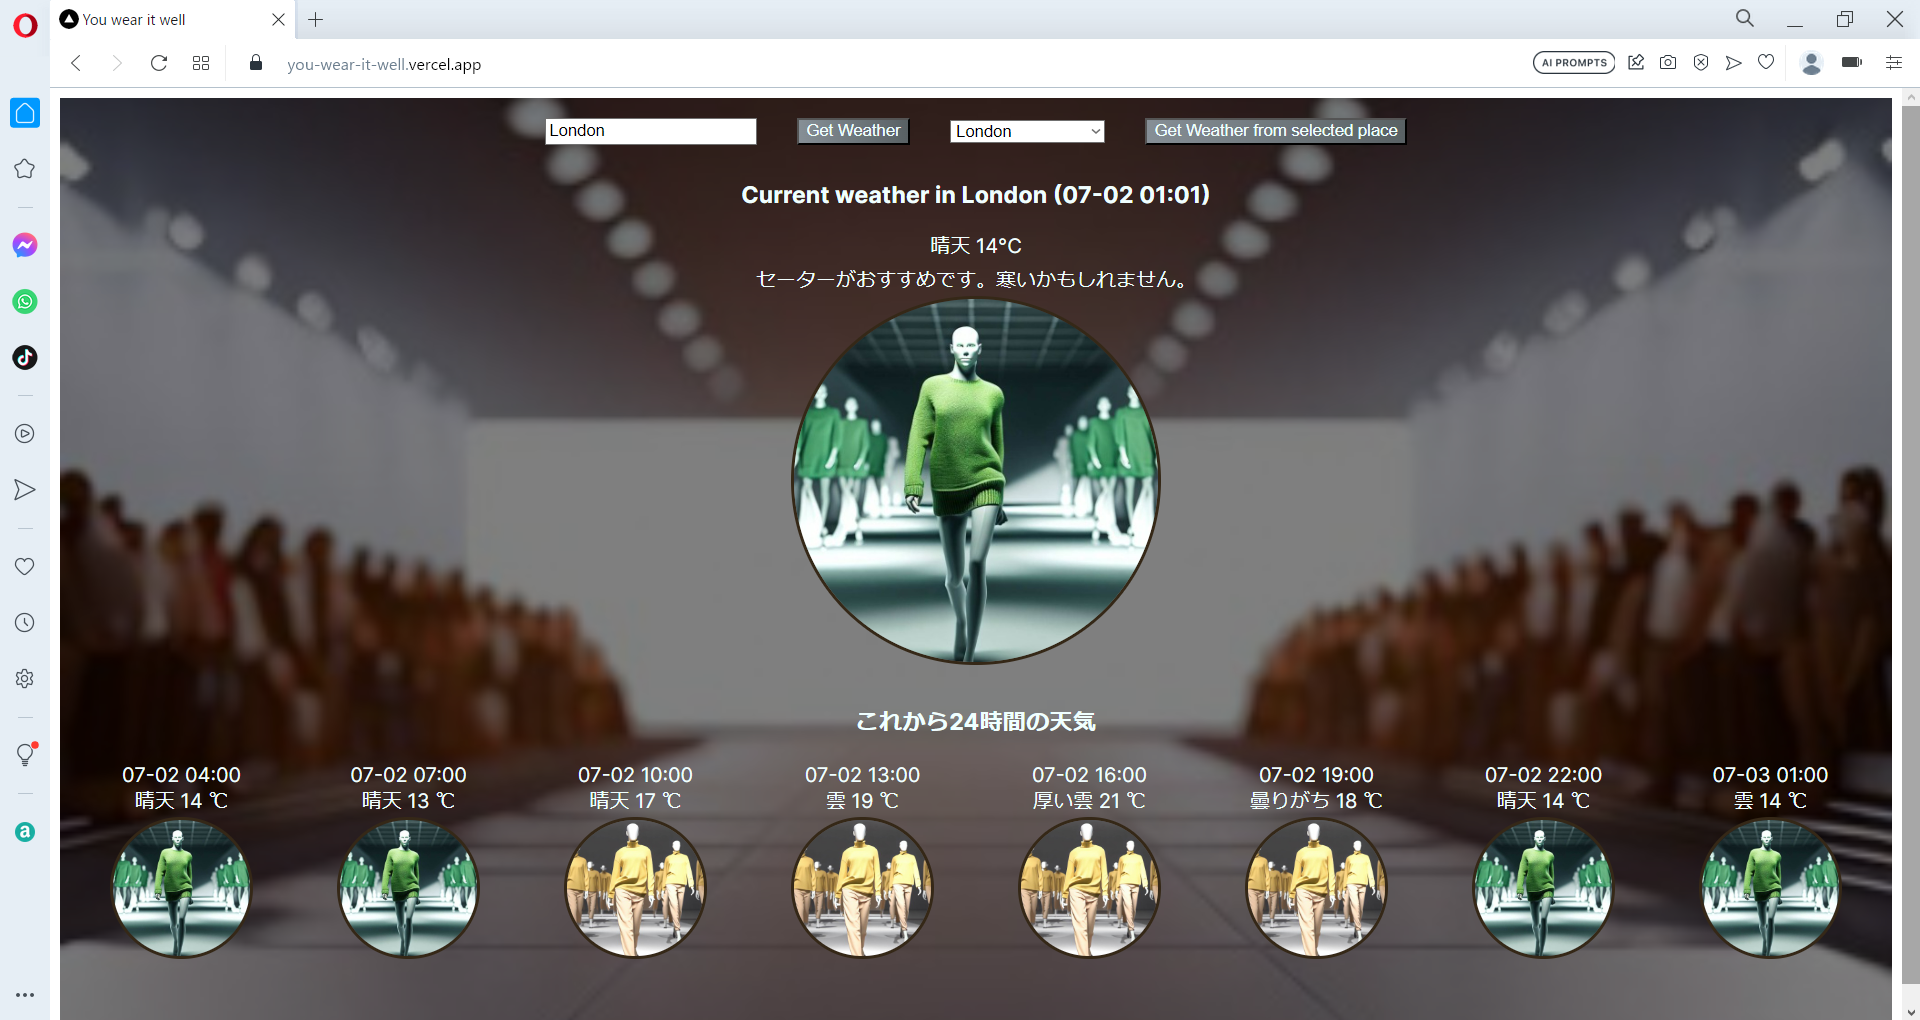 You wear it well
you-wear-it-well.vercel.app
AI PROMPTS
London
Get Weather
London
Get Weather from selected place
Current weather in London (07-02 01:01)
晴天 14°C
セーターがおすすめです。寒いかもしれません。
これから24時間の天気
07-02 04:00
晴天 14 ℃
07-02 07:00
晴天 13 ℃
07-02 10:00
晴天 17 ℃
07-02 13:00
雲 19 ℃
07-02 16:00
厚い雲 21 ℃
07-02 19:00
曇りがち 18 ℃
07-02 22:00
晴天 14 ℃
07-03 01:00
雲 14 ℃